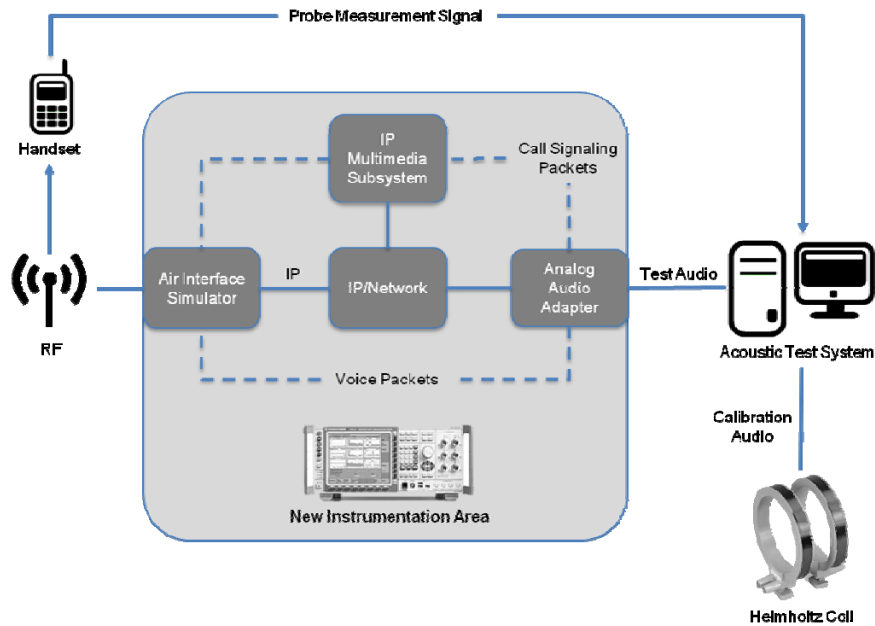 Probe Measurement Signal
Handset
IP
Multimedia
Subsystem
Call Signaling
Packets
Air Interface
Simulator
IP
IP/Network
Analog
Audio
Adapter
Test Audio
RF
Acoustic Test System
Voice Packets
Calibration
Audio
New Instrumentation Area
Helmholtz Coil